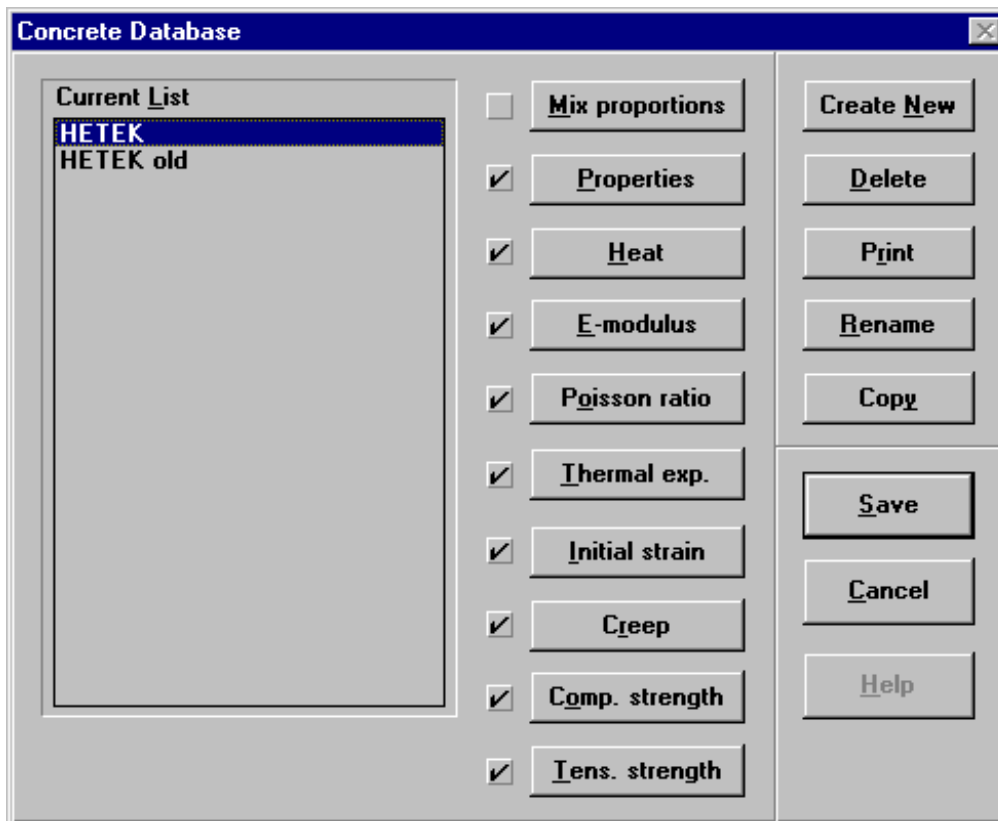 Concrete Database
Current List
HETEK
HETEK old
Mix proportions
Properties
Heat
E-modulus
Poisson ratio
Thermal exp.
Initial strain
Creep
Comp. strength
Tens. strength
Create New
Delete
Print
Rename
Copy
Save
Cancel
Help